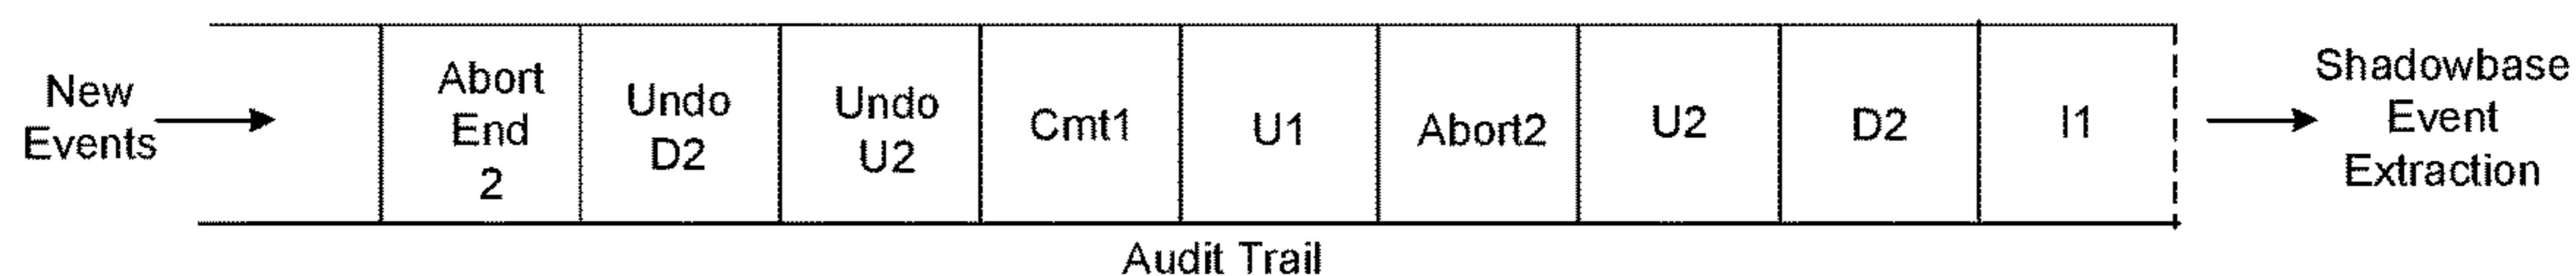 New
Events
Abort
End
2
Undo
D2
Undo
U2
Cmt1
U1
Abort2
U2
D2
I1
Shadowbase
Event
Extraction
Audit Trail